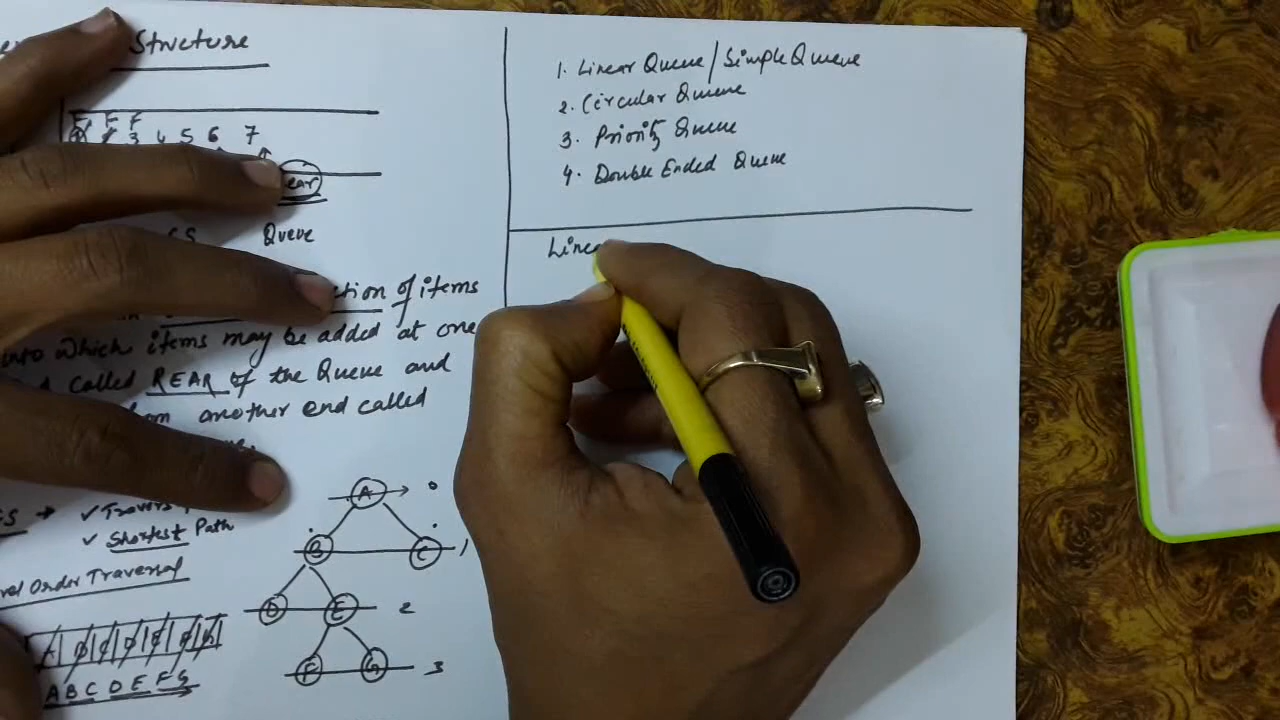 Structure
F F F
3 4 5 6 7
Queue
of items
into which items may be added at one
called REAR of the Queue and
another end called
✓ Shortest Path
Order Traversal
A B C D E F G
A 0
B C 1
D E 2
F G 3
1. Linear Queue / Simple Queue
2. Circular Queue
3. Priority Queue
4. Double Ended Queue
Linea